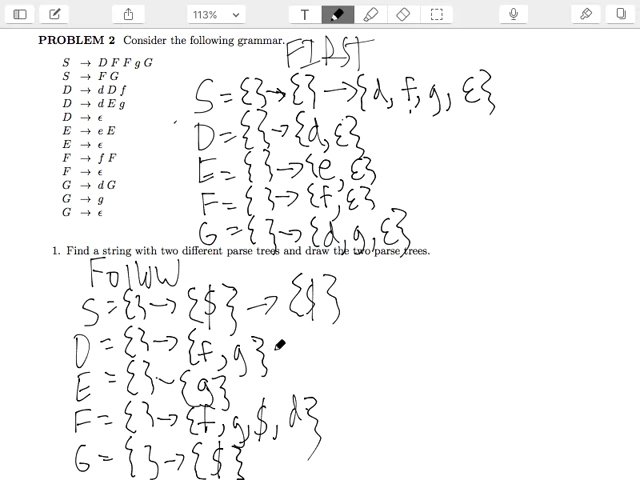 113%
PROBLEM 2 Consider the following grammar.
FIRST
S → D F F g G
S → F G
D → d D f
D → d E g
D → ϵ
E → e E
E → ϵ
F → f F
F → ϵ
G → d G
G → g
G → ϵ
S = {} → {} → {d, f, g, ε}
D = {} → {d, ε}
E = {} → {e, ε}
F = {} → {f, ε}
G = {} → {d, g, ε}
1. Find a string with two different parse trees and draw the two parse trees.
Follow
S = {} → {$} → {$}
D = {} → {f, g}
E = {} - {g}
F = {} → {f, g, $, d}
G = {} → {$}